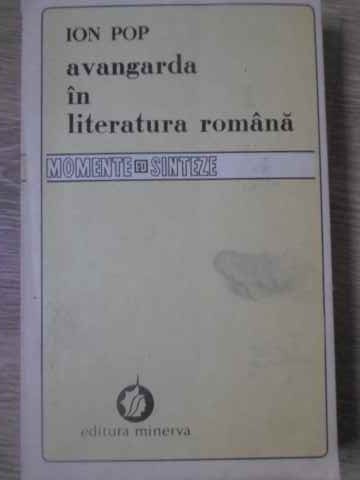 ION POP
avangarda
în
literatura română
MOMENTE ȘI SINTEZE
editura minerva